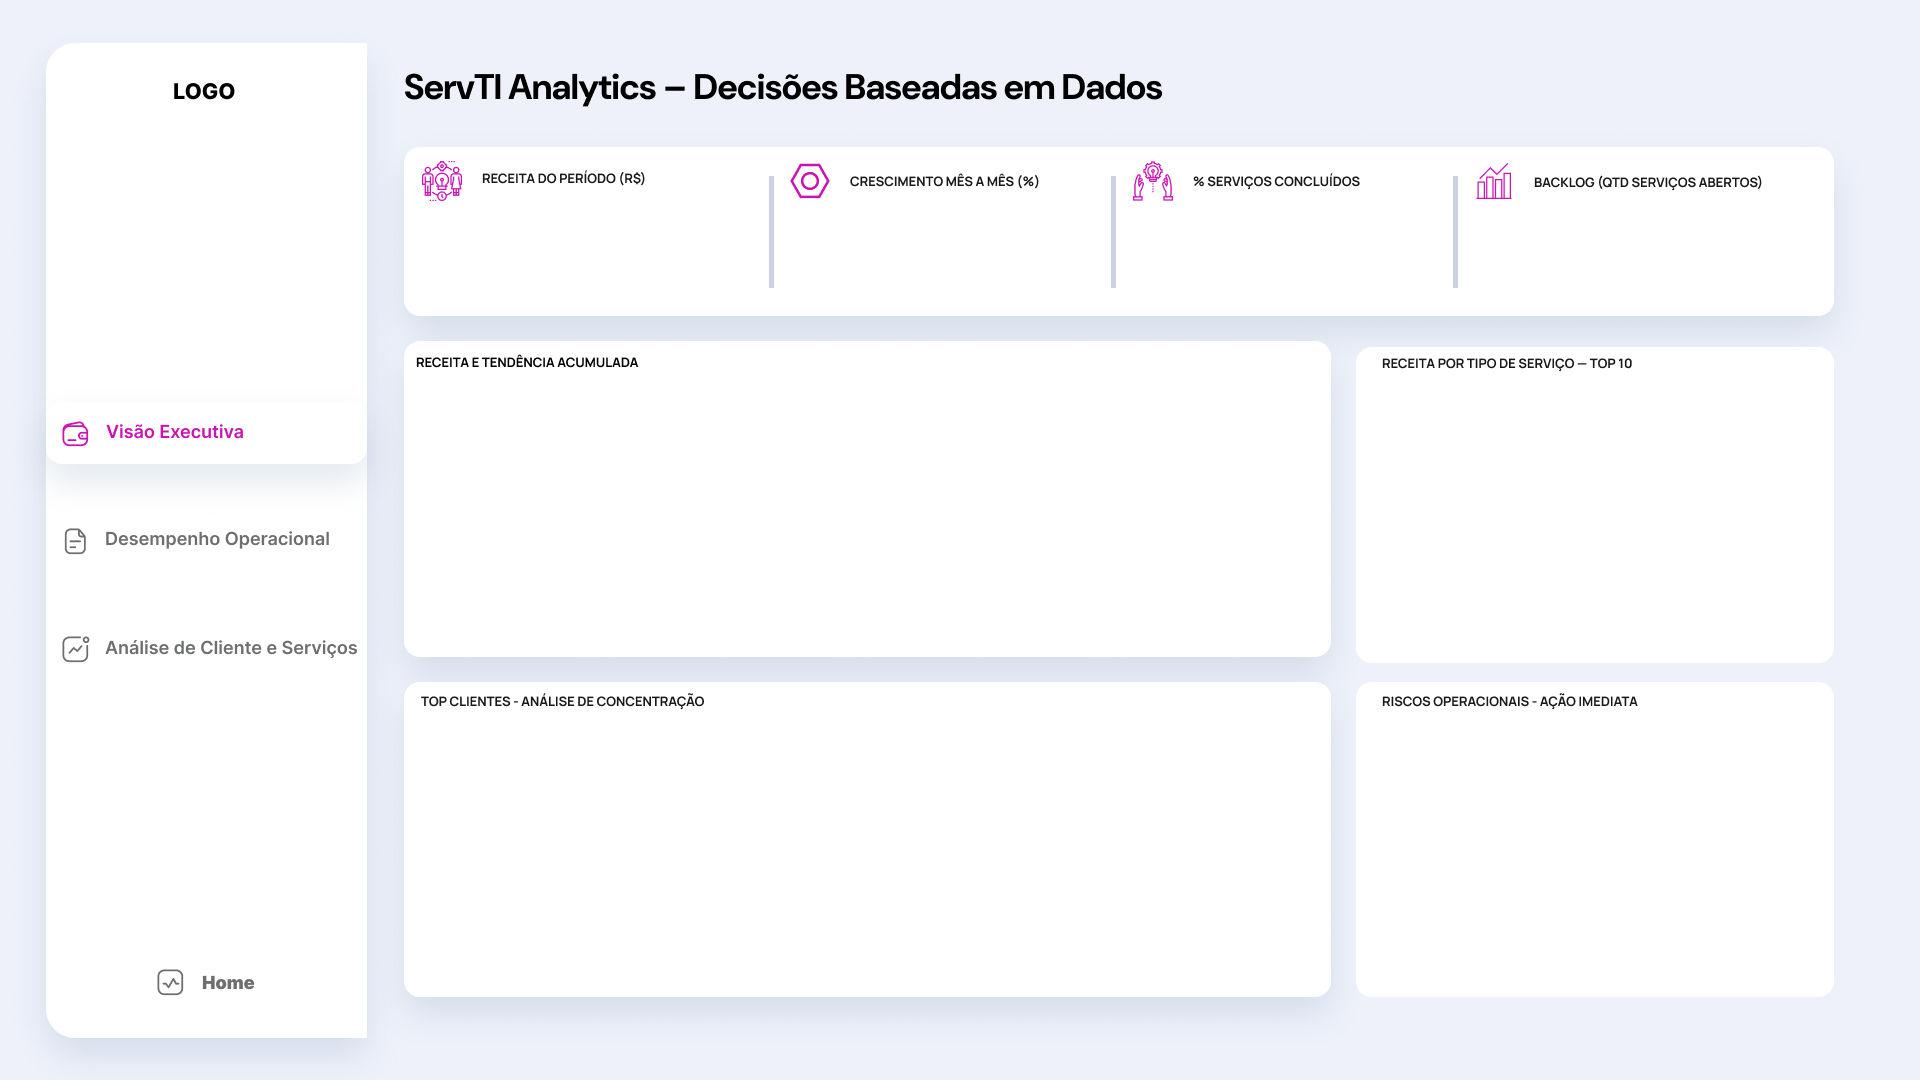 LOGO
Visão Executiva
Desempenho Operacional
Análise de Cliente e Serviços
Home
ServTI Analytics – Decisões Baseadas em Dados
RECEITA DO PERÍODO (R$)
CRESCIMENTO MÊS A MÊS (%)
% SERVIÇOS CONCLUÍDOS
BACKLOG (QTD SERVIÇOS ABERTOS)
RECEITA E TENDÊNCIA ACUMULADA
RECEITA POR TIPO DE SERVIÇO – TOP 10
TOP CLIENTES - ANÁLISE DE CONCENTRAÇÃO
RISCOS OPERACIONAIS - AÇÃO IMEDIATA